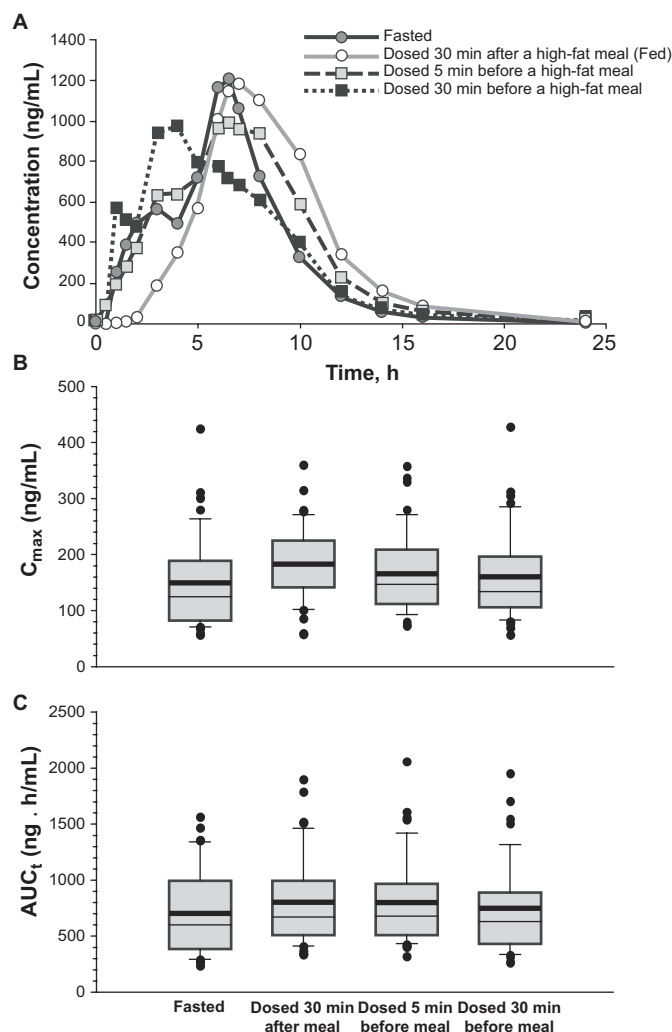 A
Fasted
Dosed 30 min after a high-fat meal (Fed)
Dosed 5 min before a high-fat meal
Dosed 30 min before a high-fat meal
Concentration (ng/mL)
1400
1200
1000
800
600
400
200
0
0 5 10 15 20 25
Time, h
B
Cmax (ng/mL)
500
400
300
200
100
0
C
AUCt (ng . h/mL)
2500
2000
1500
1000
500
0
Fasted Dosed 30 min Dosed 5 min Dosed 30 min
after meal before meal before meal